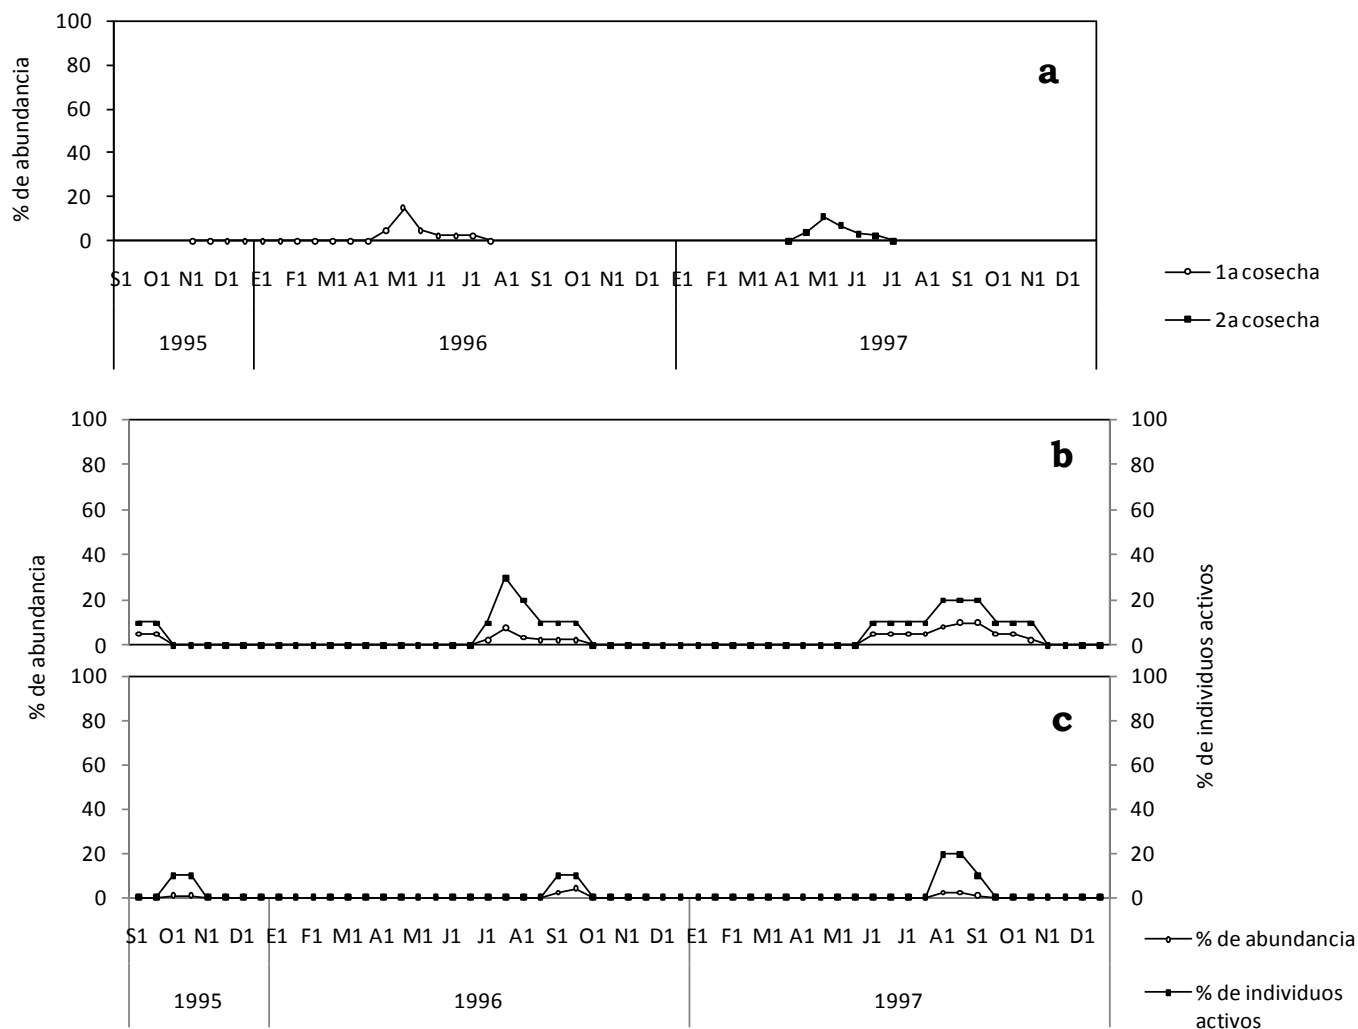 100
80
60
40
20
0
% de abundancia
a
S1 O1 N1 D1 E1 F1 M1 A1 M1 J1 J1 A1 S1 O1 N1 D1 E1 F1 M1 A1 M1 J1 J1 A1 S1 O1 N1 D1
1995 1996 1997
1a cosecha
2a cosecha
100 100
80 80
60 60
40 40
20 20
0 0
b
% de abundancia
% de individuos activos
100 100
80 80
60 60
40 40
20 20
0 0
c
S1 O1 N1 D1 E1 F1 M1 A1 M1 J1 J1 A1 S1 O1 N1 D1 E1 F1 M1 A1 M1 J1 J1 A1 S1 O1 N1 D1
1995 1996 1997
% de abundancia
% de individuos
activos